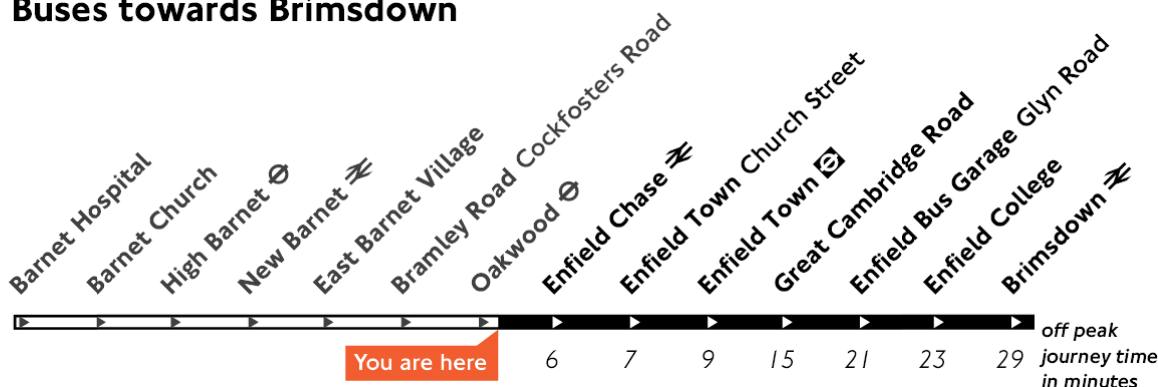 Buses towards Brimsdown
Barnet Hospital
Barnet Church
High Barnet
New Barnet
East Barnet Village
Bramley Road Cockfosters Road
Oakwood
Enfield Chase
Enfield Town Church Street
Enfield Town
Great Cambridge Road
Enfield Bus Garage Glyn Road
Enfield College
Brimsdown
You are here
6 7 9 15 21 23 29
off peak
journey time
in minutes